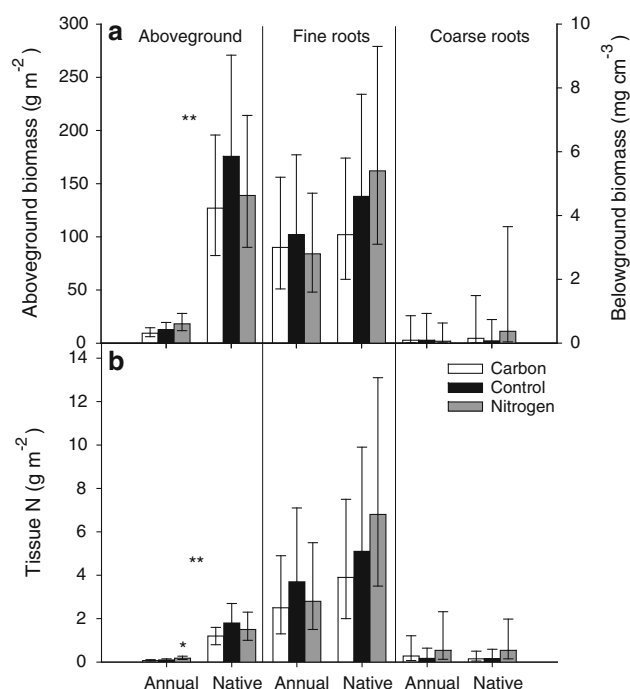 a
Aboveground
Fine roots
Coarse roots
Aboveground biomass (g m-2)
300
250
200
150
100
50
0
**
Belowground biomass (mg cm-3)
10
8
6
4
2
0
b
Tissue N (g m-2)
14
12
10
8
6
4
2
0
**
*
Carbon
Control
Nitrogen
Annual Native Annual Native Annual Native